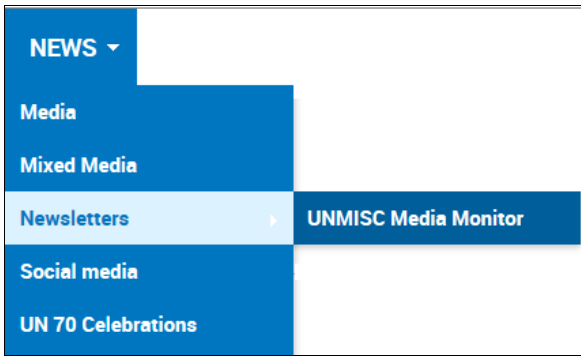 NEWS
Media
Mixed Media
Newsletters
UNMISC Media Monitor
Social media
UN 70 Celebrations